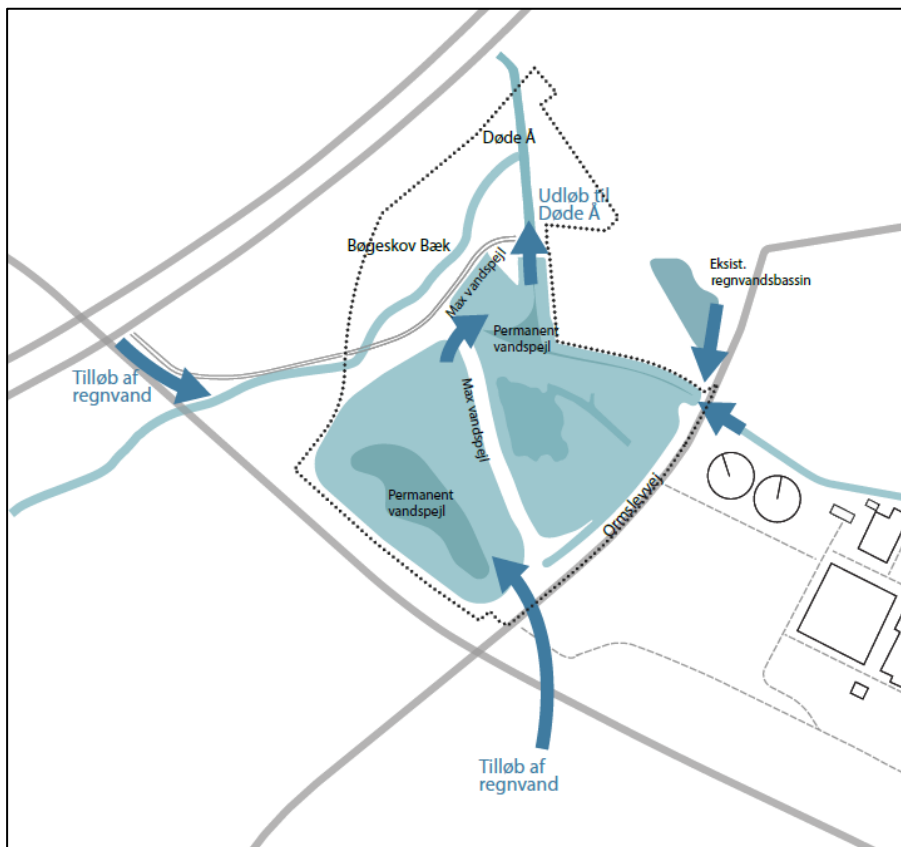 Døde Å
Udløb til
Døde Å
Bøgeskov Bæk
Max vandspejl
Eksist.
regnvandsbassin
Permanent
vandspejl
Tilløb af
regnvand
Max vandspejl
Permanent
vandspejl
Ormslevvej
Tilløb af
regnvand